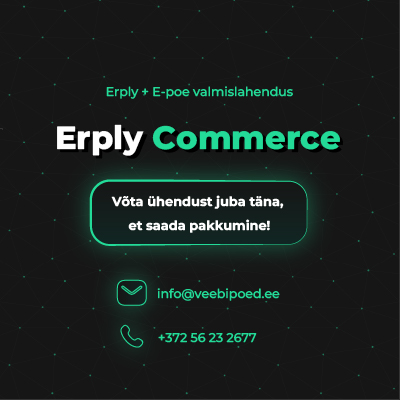 Erply + E-poe valmislahendus
Erply Commerce
Võta ühendust juba täna,
et saada pakkumine!
info@veebipoed.ee
+372 56 23 2677